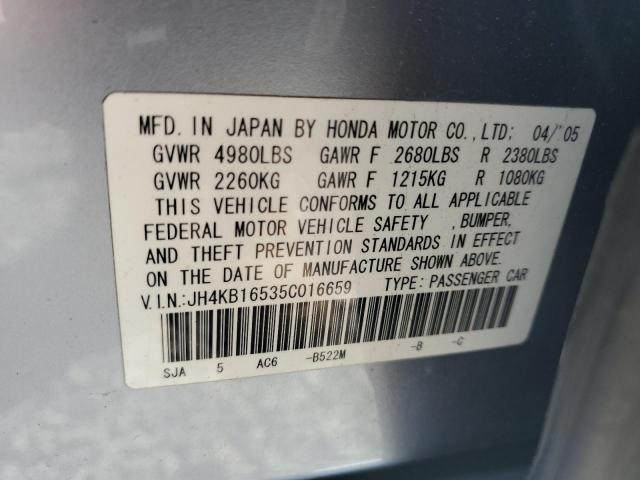 MFD. IN JAPAN BY HONDA MOTOR CO.,LTD: 04/'05
GVWR 4980LBS GAWR F 2680LBS R 2380LBS
GVWR 2260KG GAWR F 1215KG R 1080KG
THIS VEHICLE CONFORMS TO ALL APPLICABLE
FEDERAL MOTOR VEHICLE SAFETY ,BUMPER,
AND THEFT PREVENTION STANDARDS IN EFFECT
ON THE DATE OF MANUFACTURE SHOWN ABOVE.
V.I.N.:JH4KB16535C016659 TYPE: PASSENGER CAR
SJA 5 AC6 -B522M -B -C